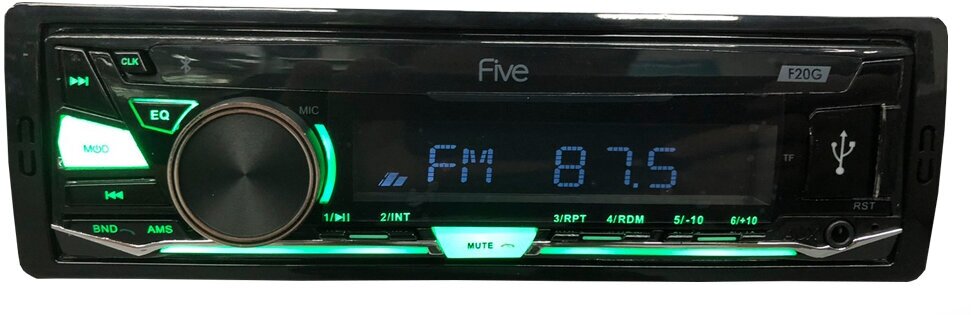 CLK
Five
F20G
EQ
MIC
MOD
FM 87.5
TF
RST
1/▶II
2/INT
3/RPT
4/RDM
5/-10
6/+10
BND
AMS
MUTE